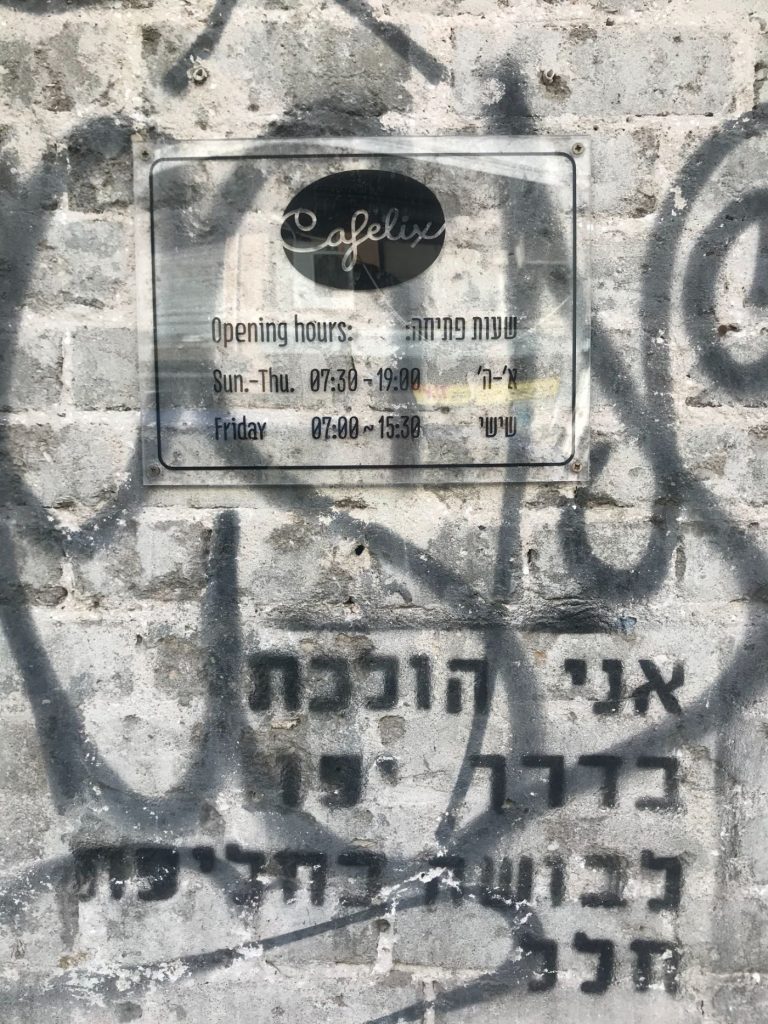 Cafelix
Opening hours: שעות פתיחה:
Sun.-Thu. 07:30 - 19:00 א'-ה'
Friday 07:00 ~ 15:30 שישי
אני הולכת
בדרך יפו
לבושה בחליפת
חלל